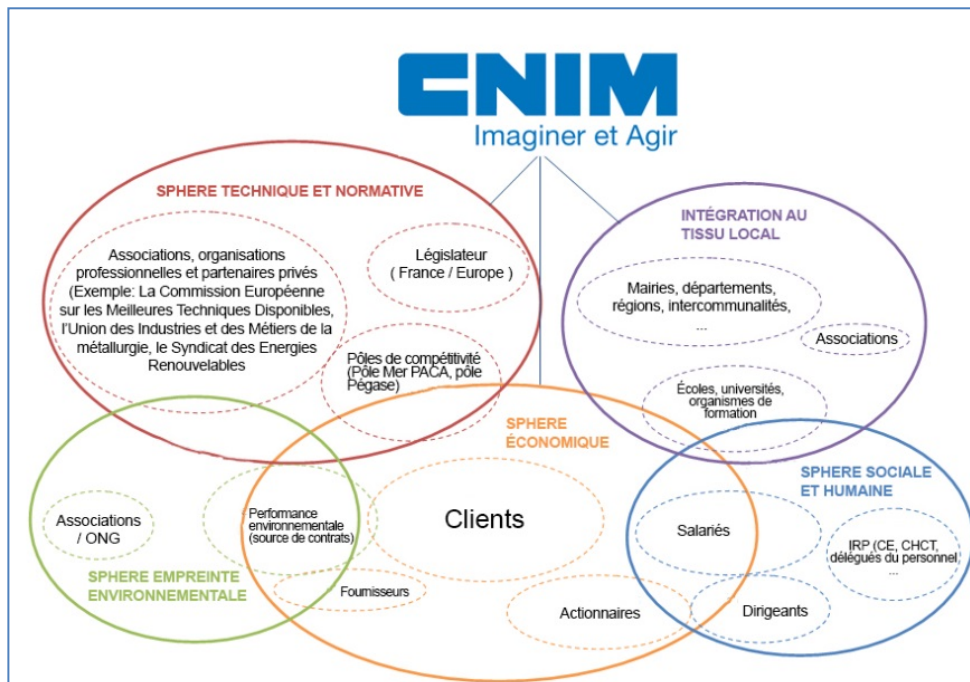 CNIM
Imaginer et Agir
SPHERE TECHNIQUE ET NORMATIVE
Associations, organisations
professionnelles et partenaires privés
(Exemple: La Commission Européenne
sur les Meilleures Techniques Disponibles,
l'Union des Industries et des Métiers de la
métallurgie, le Syndicat des Energies
Renouvelables
Législateur
( France / Europe )
Pôles de compétitivité
(Pôle Mer PACA, pôle
Pégase)
INTÉGRATION AU
TISSU LOCAL
Mairies, départements,
régions, intercommunalités,
...
Associations
Écoles, universités,
organismes de
formation
SPHERE
ÉCONOMIQUE
Clients
Performance
environnementale
(source de contrats)
Fournisseurs
Actionnaires
Associations
/ ONG
SPHERE EMPREINTE
ENVIRONNEMENTALE
SPHERE SOCIALE
ET HUMAINE
Salariés
IRP (CE, CHCT,
délégués du personnel
...
Dirigeants